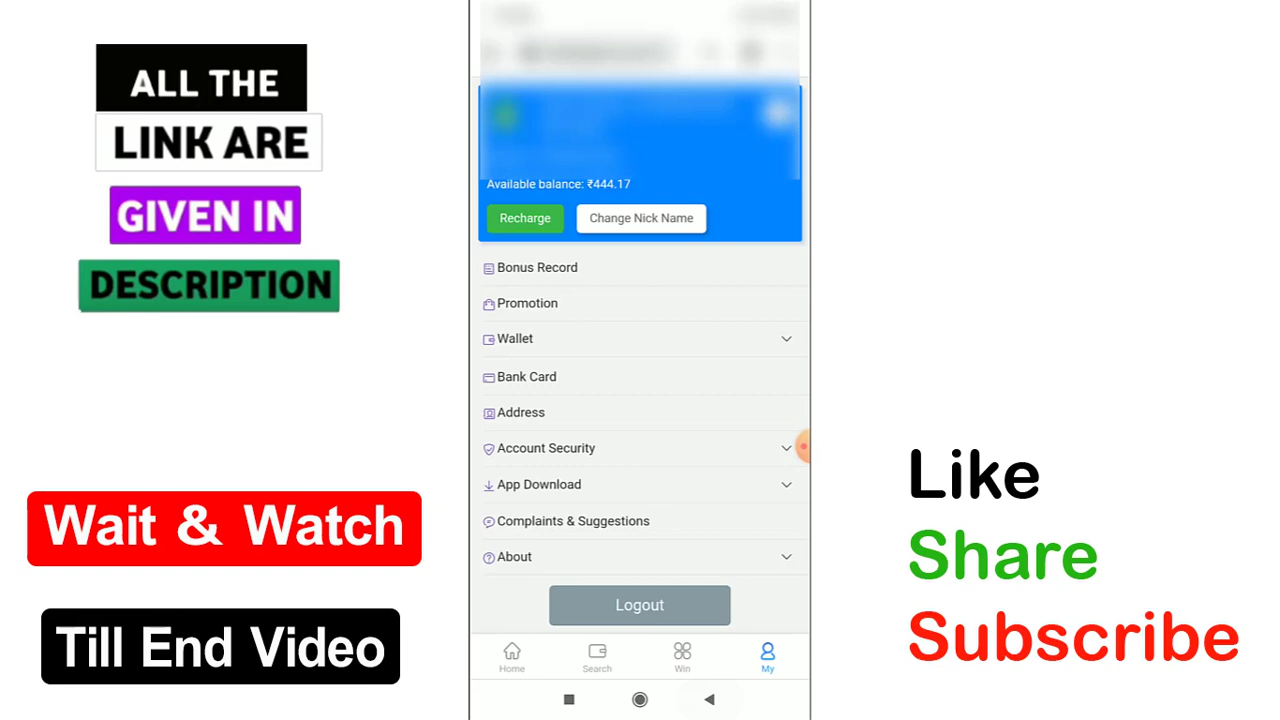 ALL THE
LINK ARE
GIVEN IN
DESCRIPTION
Wait & Watch
Till End Video
Available balance: ₹444.17
Recharge
Change Nick Name
Bonus Record
Promotion
Wallet
Bank Card
Address
Account Security
App Download
Complaints & Suggestions
About
Logout
Home
Search
Win
My
Like
Share
Subscribe